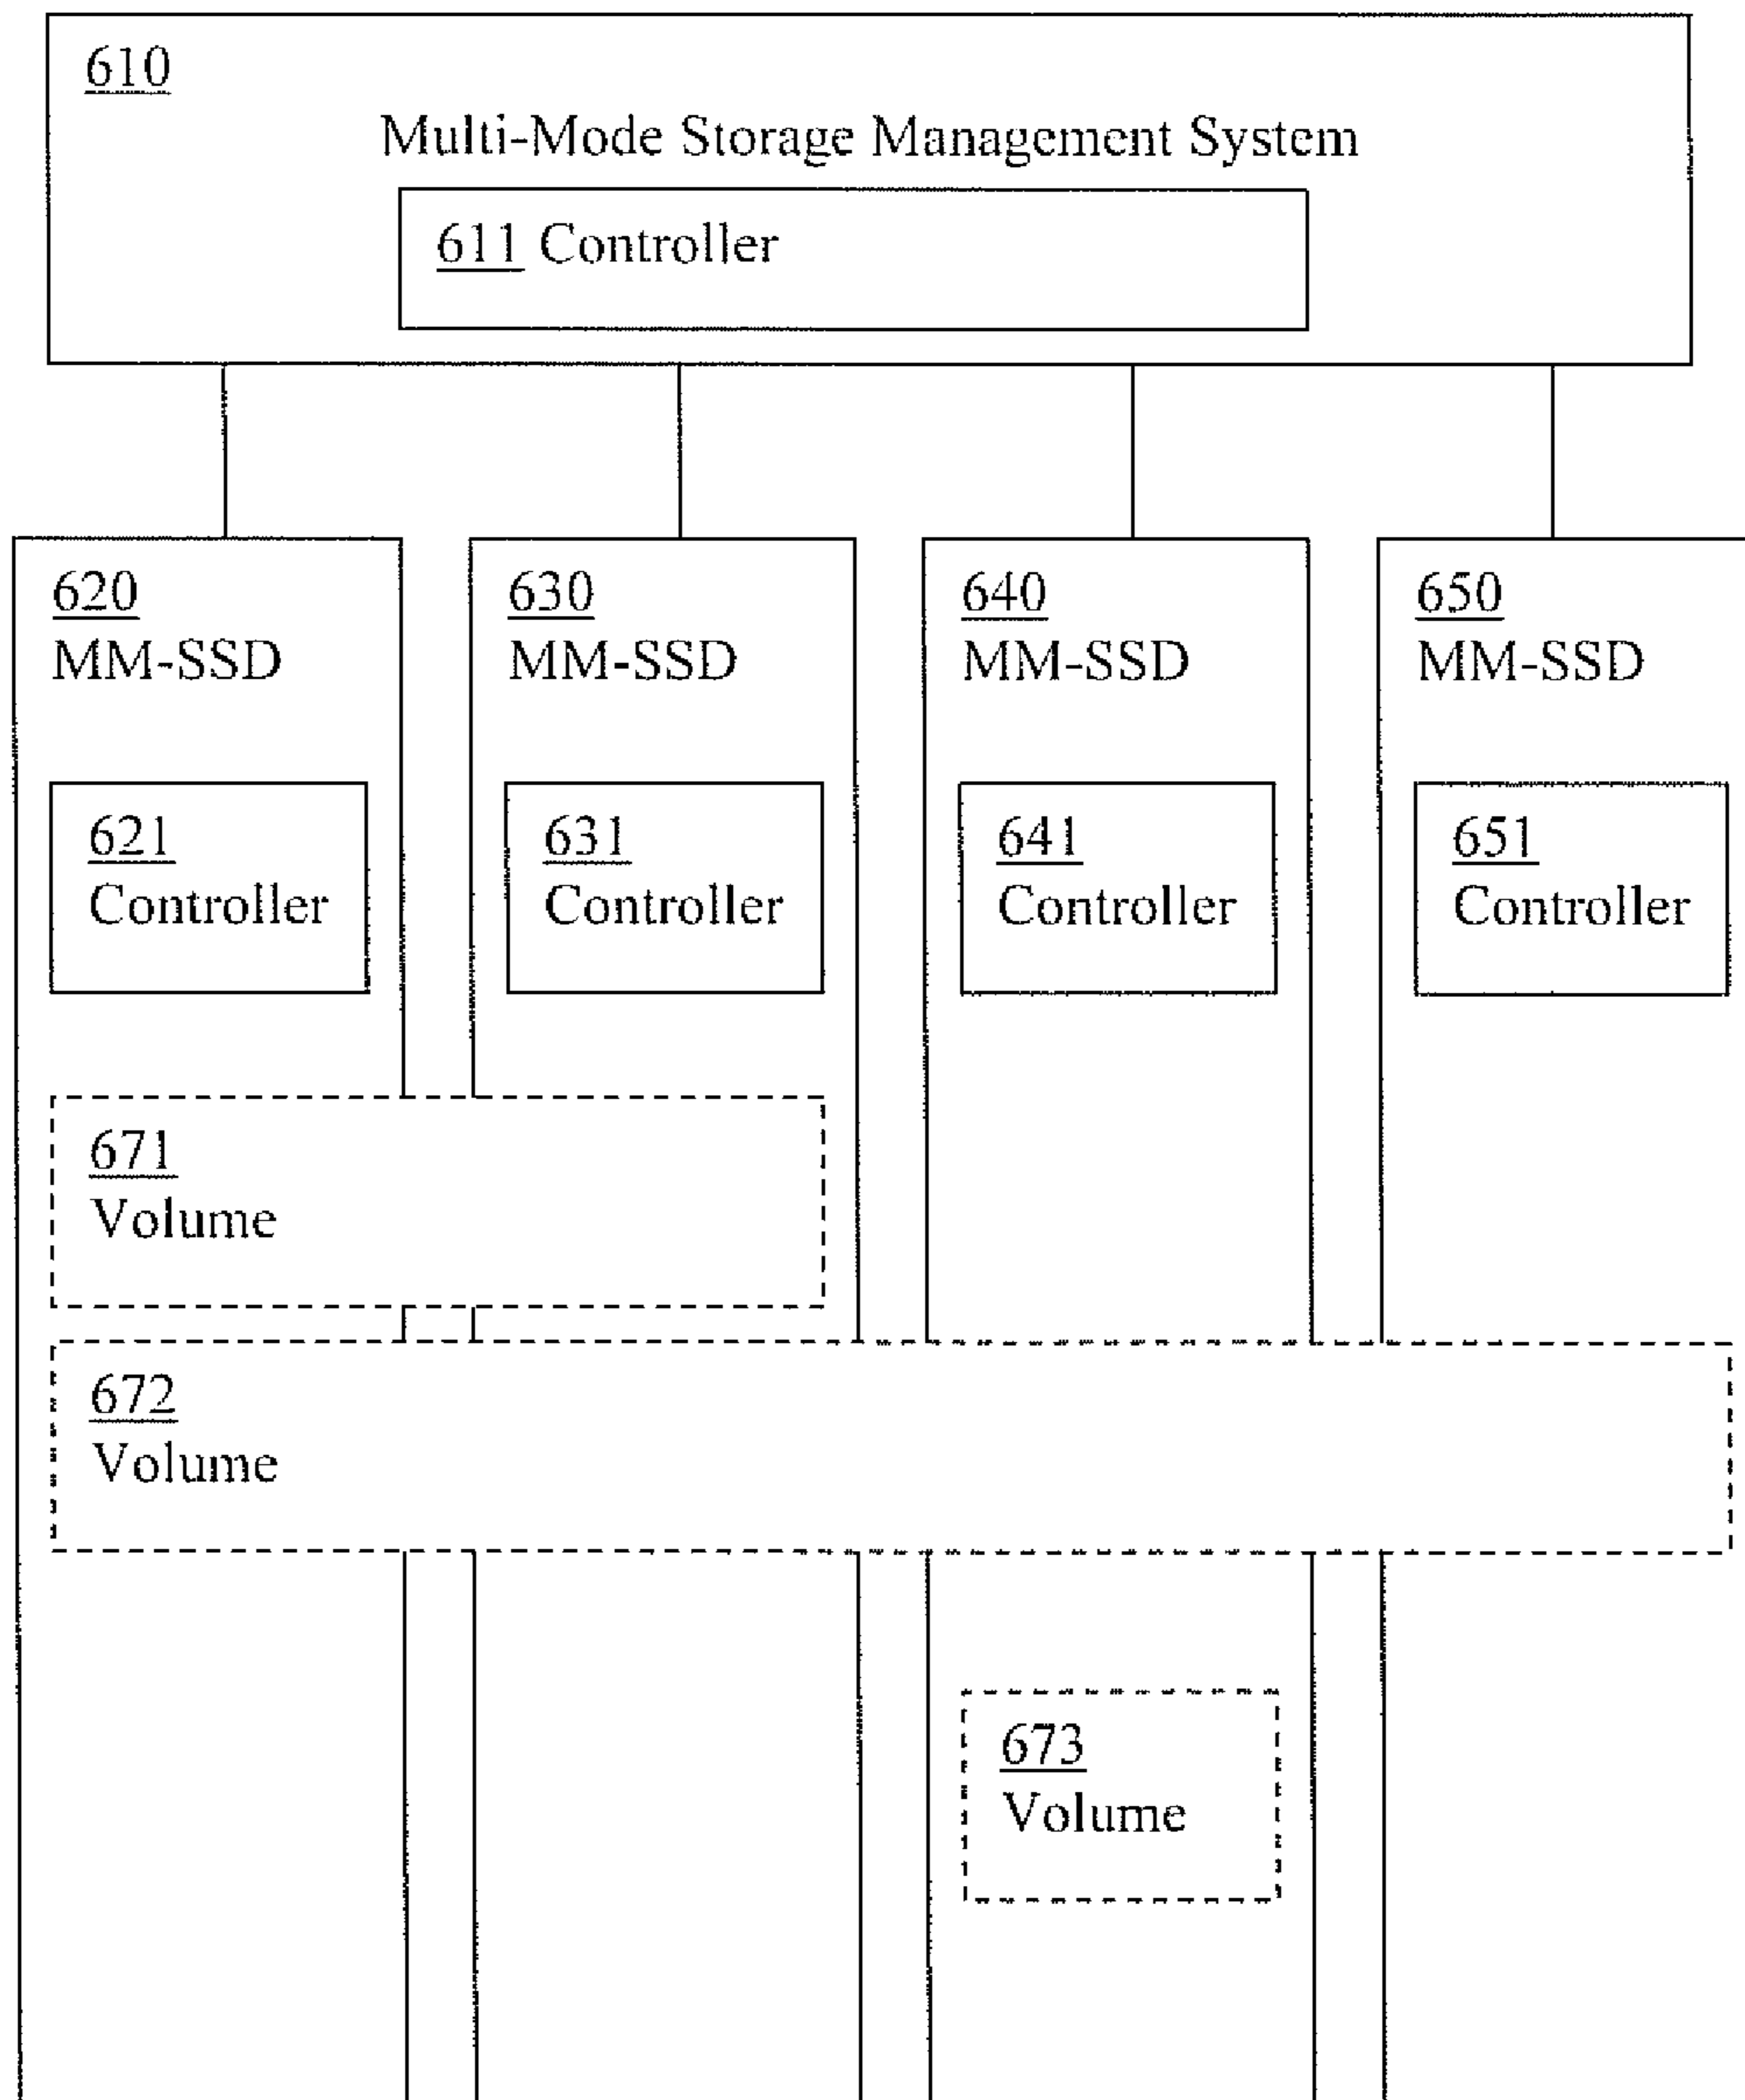 610
Multi-Mode Storage Management System
611 Controller
620
MM-SSD
630
MM-SSD
640
MM-SSD
650
MM-SSD
621
Controller
631
Controller
641
Controller
651
Controller
671
Volume
672
Volume
673
Volume